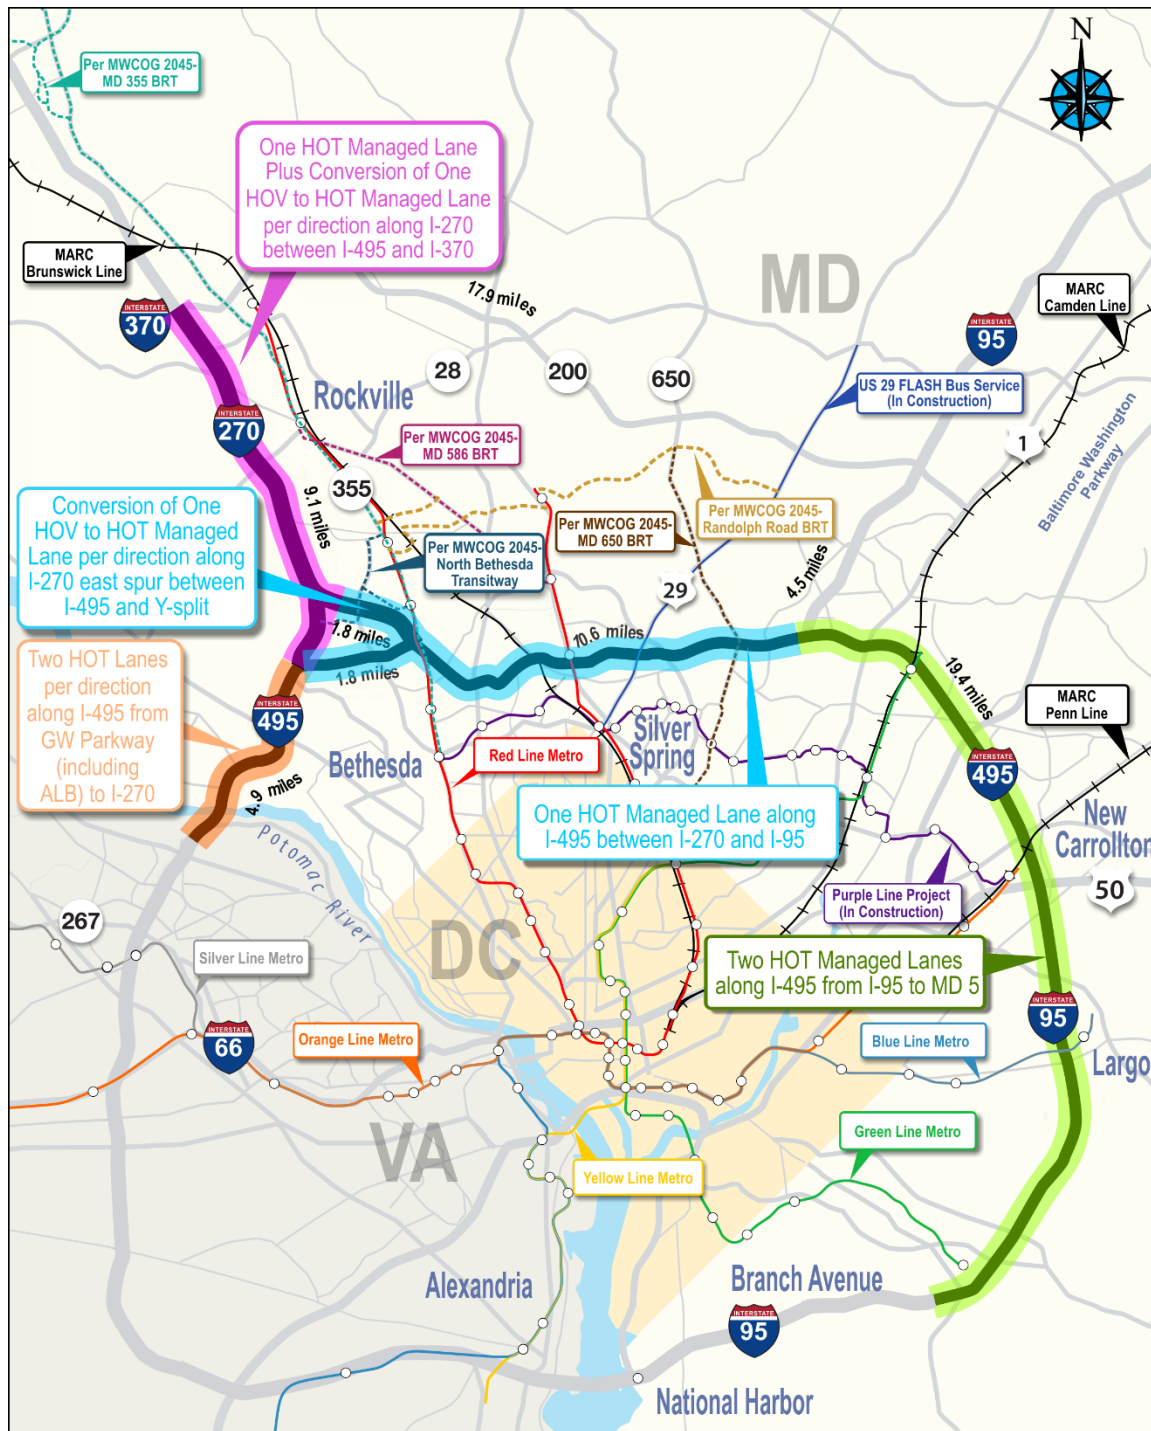 N
Per MWCOG 2045-
MD 355 BRT
One HOT Managed Lane
Plus Conversion of One
HOV to HOT Managed Lane
per direction along I-270
between I-495 and I-370
MARC
Brunswick Line
17.9 miles
MD
MARC
Camden Line
INTERSTATE
370
INTERSTATE
95
28
200
650
US 29 FLASH Bus Service
(In Construction)
Rockville
INTERSTATE
270
Per MWCOG 2045-
MD 586 BRT
1
Baltimore Washington
Parkway
355
9.1 miles
Conversion of One
HOV to HOT Managed
Lane per direction along
I-270 east spur between
I-495 and Y-split
Per MWCOG 2045-
Randolph Road BRT
Per MWCOG 2045-
MD 650 BRT
Per MWCOG 2045-
North Bethesda
Transitway
4.5 miles
29
1.8 miles
10.6 miles
1.8 miles
Two HOT Lanes
per direction
along I-495 from
GW Parkway
(including
ALB) to I-270
19.4 miles
MARC
Penn Line
INTERSTATE
495
Silver
Spring
Bethesda
Red Line Metro
INTERSTATE
495
4.9 miles
One HOT Managed Lane along
I-495 between I-270 and I-95
New
Carrollton
Potomac River
50
Purple Line Project
(In Construction)
267
DC
Silver Line Metro
Two HOT Managed Lanes
along I-495 from I-95 to MD 5
INTERSTATE
95
INTERSTATE
66
Orange Line Metro
Blue Line Metro
Largo
VA
Green Line Metro
Yellow Line Metro
Alexandria
Branch Avenue
INTERSTATE
95
National Harbor